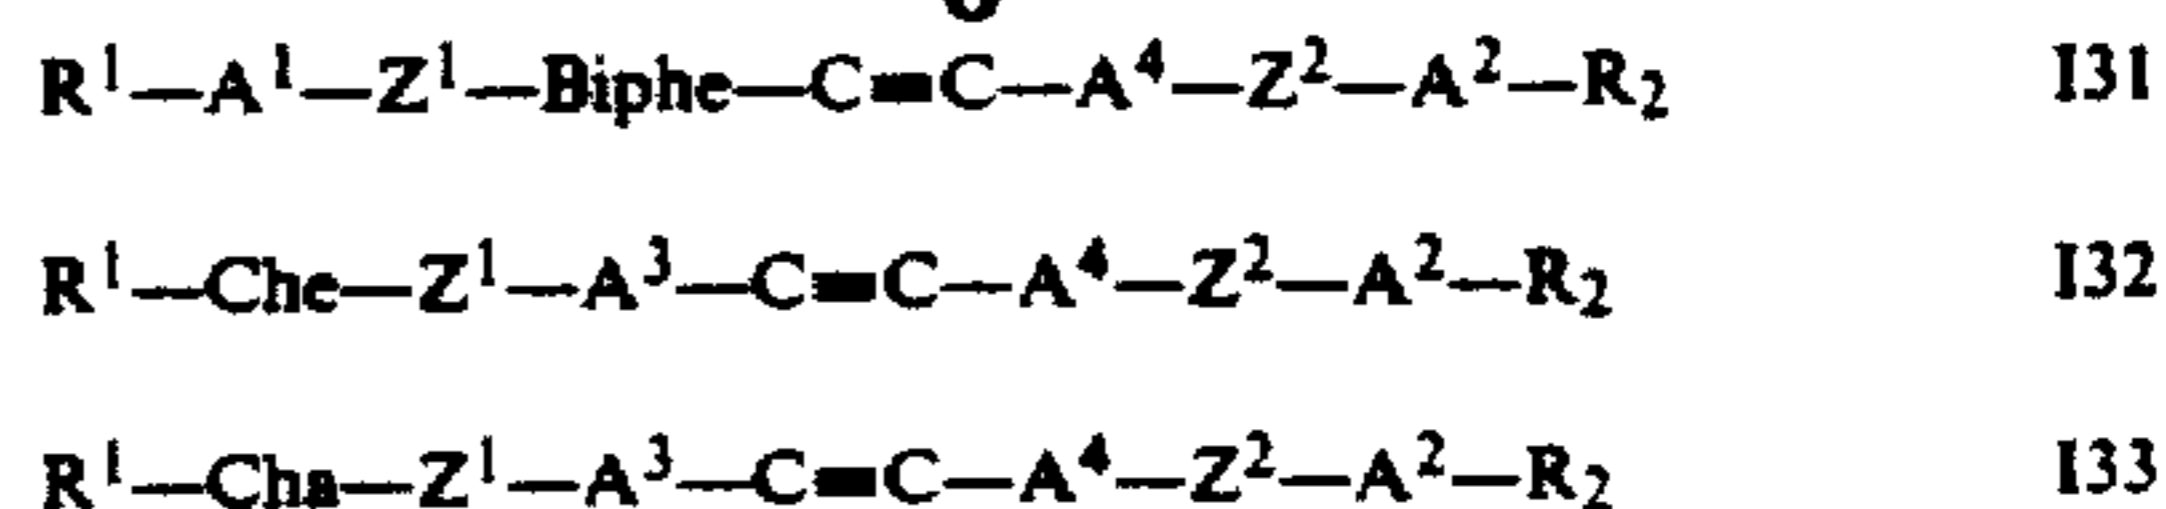 R¹—A¹—Z¹—Biphe—C≡C—A⁴—Z²—A²—R₂ I31
R¹—Che—Z¹—A³—C≡C—A⁴—Z²—A²—R₂ I32
R¹—Cha—Z¹—A³—C≡C—A⁴—Z²—A²—R₂ I33